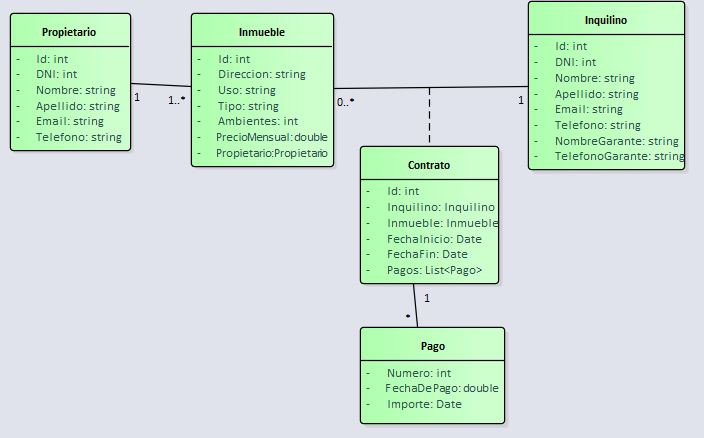 Propietario
- Id: int
- DNI: int
- Nombre: string
- Apellido: string
- Email: string
- Telefono: string
1
1..*
Inmueble
- Id: int
- Direccion: string
- Uso: string
- Tipo: string
- Ambientes: int
- PrecioMensual: double
- Propietario:Propietario
0..*
1
Inquilino
- Id: int
- DNI: int
- Nombre: string
- Apellido: string
- Email: string
- Telefono: string
- NombreGarante: string
- TelefonoGarante: string
Contrato
- Id: int
- Inquilino: Inquilino
- Inmueble: Inmueble
- FechaInicio: Date
- FechaFin: Date
- Pagos: List<Pago>
1
*
Pago
- Numero: int
- FechaDePago: double
- Importe: Date